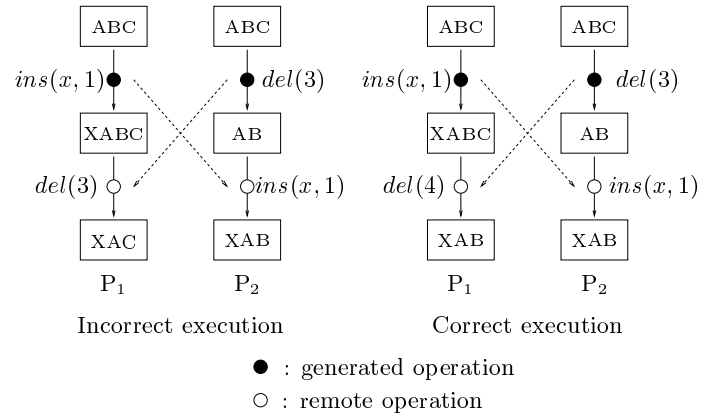 ABC ABC ABC ABC
ins(x, 1) del(3) ins(x, 1) del(3)
XABC AB XABC AB
del(3) ins(x, 1) del(4) ins(x, 1)
XAC XAB XAB XAB
P1 P2 P1 P2
Incorrect execution Correct execution
: generated operation
: remote operation